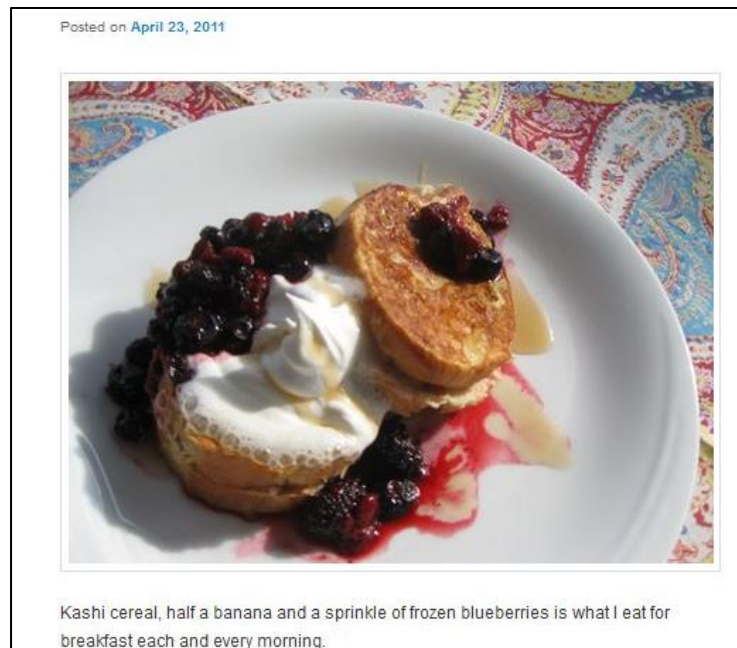 Posted on April 23, 2011
Kashi cereal, half a banana and a sprinkle of frozen blueberries is what I eat for
breakfast each and every morning.